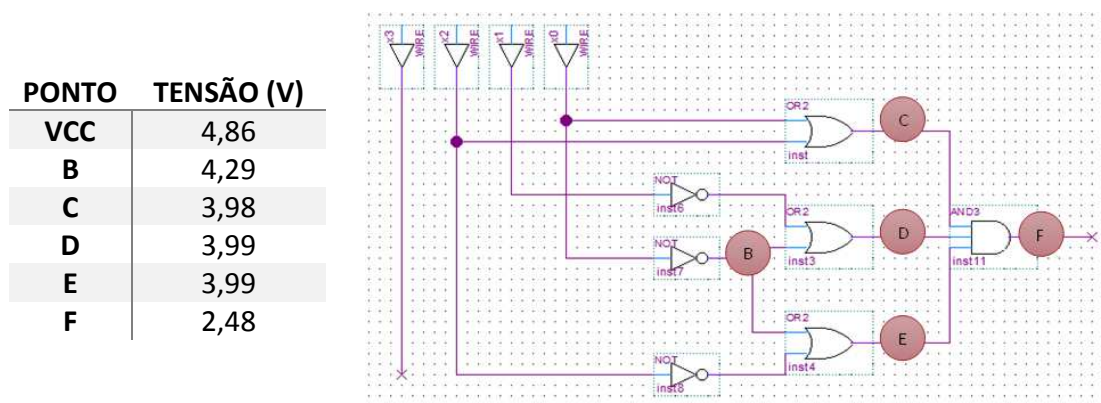 PONTO TENSÃO (V)
VCC 4,86
B 4,29
C 3,98
D 3,99
E 3,99
F 2,48
x3 WIRE x2 WIRE x1 WIRE x0 WIRE
OR2
C
inst
NOT
inst6
OR2
AND3
D
F
NOT
B
inst7
inst3
inst11
OR2
E
NOT
inst4
inst8